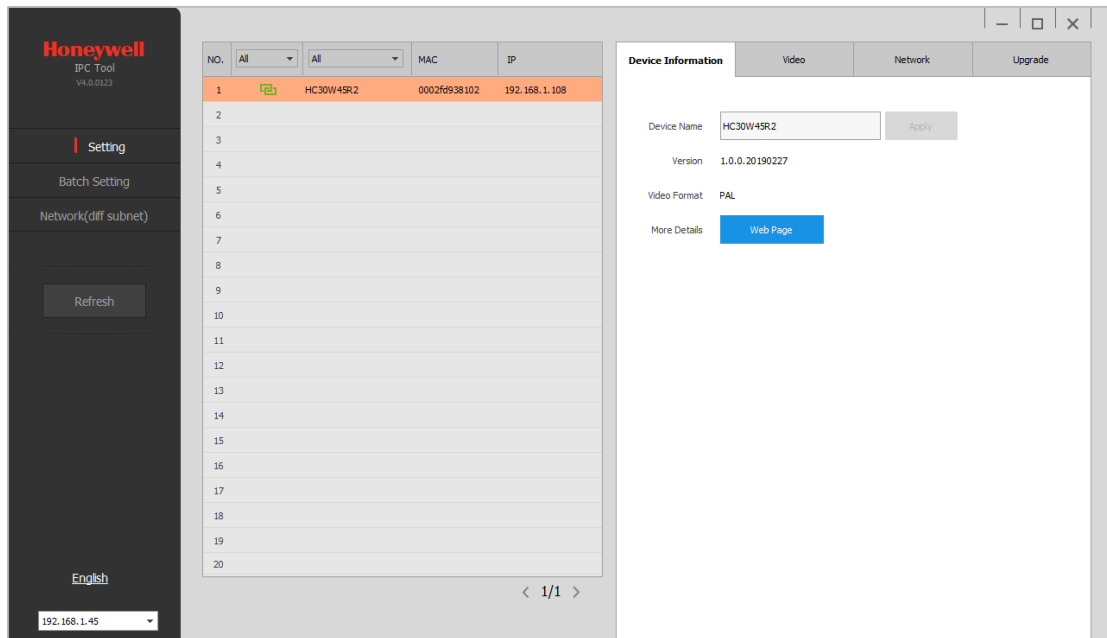 Honeywell
IPC Tool
V4.0.0123
Setting
Batch Setting
Network(diff subnet)
Refresh
English
192.168.1.45
NO. All All MAC IP
1 HC30W45R2 0002fd938102 192.168.1.108
2
3
4
5
6
7
8
9
10
11
12
13
14
15
16
17
18
19
20
< 1/1 >
Device Information Video Network Upgrade
Device Name HC30W45R2 Apply
Version 1.0.0.20190227
Video Format PAL
More Details Web Page